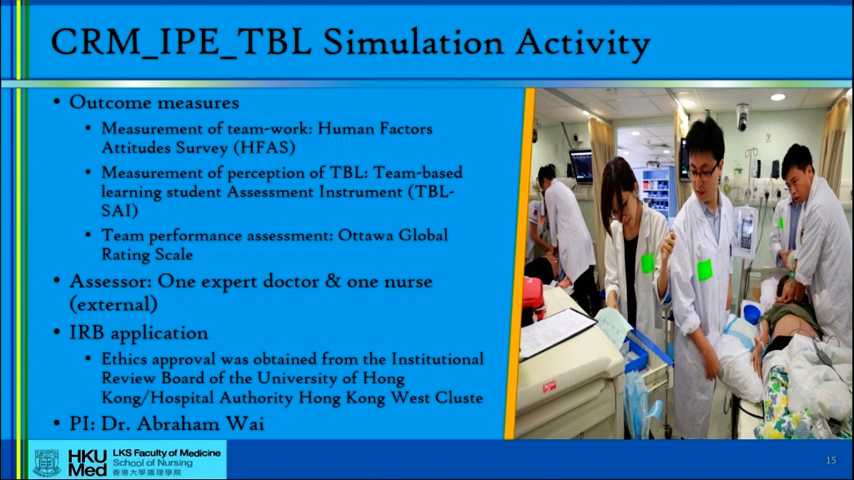 CRM_IPE_TBL Simulation Activity
• Outcome measures
• Measurement of team-work: Human Factors
Attitudes Survey (HFAS)
• Measurement of perception of TBL: Team-based
learning student Assessment Instrument (TBL-
SAI)
• Team performance assessment: Ottawa Global
Rating Scale
• Assessor: One expert doctor & one nurse
(external)
• IRB application
• Ethics approval was obtained from the Institutional
Review Board of the University of Hong
Kong/Hospital Authority Hong Kong West Cluste
• PI: Dr. Abraham Wai
HKU
Med
LKS Faculty of Medicine
School of Nursing
香港大學護理學院
15